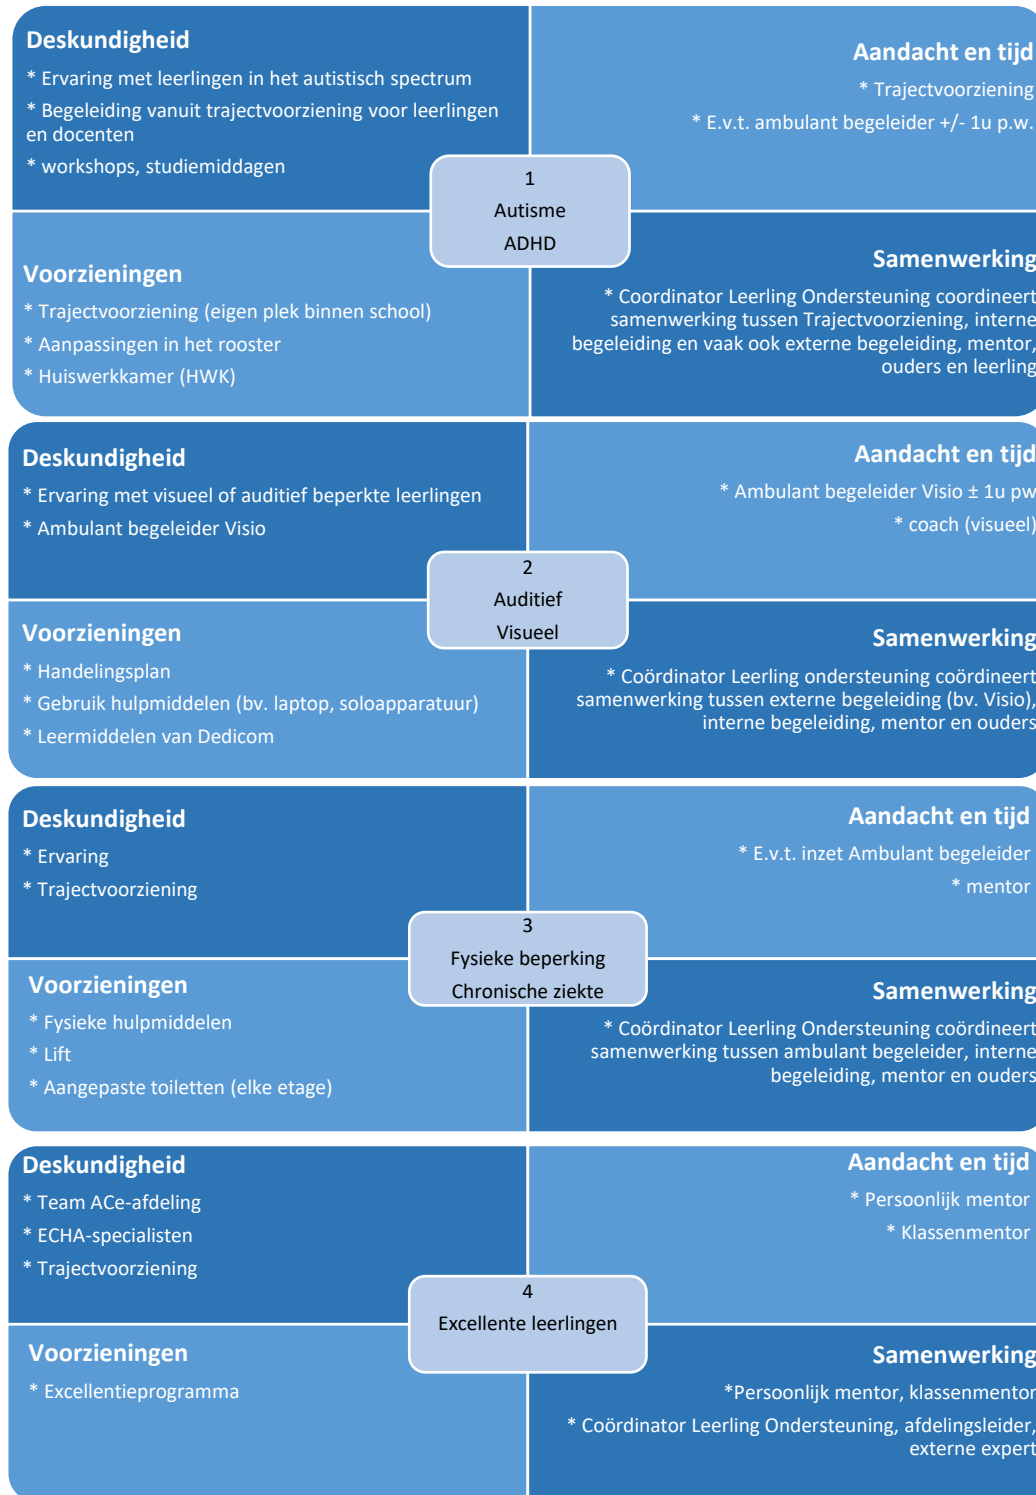 Deskundigheid
* Ervaring met leerlingen in het autistisch spectrum
* Begeleiding vanuit trajectvoorziening voor leerlingen
en docenten
* workshops, studiemiddagen
Aandacht en tijd
* Trajectvoorziening
* E.v.t. ambulant begeleider +/- 1u p.w.
1
Autisme
ADHD
Voorzieningen
* Trajectvoorziening (eigen plek binnen school)
* Aanpassingen in het rooster
* Huiswerkkamer (HWK)
Samenwerking
* Coordinator Leerling Ondersteuning coordineert
samenwerking tussen Trajectvoorziening, interne
begeleiding en vaak ook externe begeleiding, mentor,
ouders en leerling
Deskundigheid
* Ervaring met visueel of auditief beperkte leerlingen
* Ambulant begeleider Visio
Aandacht en tijd
* Ambulant begeleider Visio ± 1u pw
* coach (visueel)
2
Auditief
Visueel
Voorzieningen
* Handelingsplan
* Gebruik hulpmiddelen (bv. laptop, soloapparatuur)
* Leermiddelen van Dedicom
Samenwerking
* Coördinator Leerling ondersteuning coördineert
samenwerking tussen externe begeleiding (bv. Visio),
interne begeleiding, mentor en ouders
Deskundigheid
* Ervaring
* Trajectvoorziening
Aandacht en tijd
* E.v.t. inzet Ambulant begeleider
* mentor
3
Fysieke beperking
Chronische ziekte
Voorzieningen
* Fysieke hulpmiddelen
* Lift
* Aangepaste toiletten (elke etage)
Samenwerking
* Coördinator Leerling Ondersteuning coördineert
samenwerking tussen ambulant begeleider, interne
begeleiding, mentor en ouders
Deskundigheid
* Team ACe-afdeling
* ECHA-specialisten
* Trajectvoorziening
Aandacht en tijd
* Persoonlijk mentor
* Klassenmentor
4
Excellente leerlingen
Voorzieningen
* Excellentieprogramma
Samenwerking
*Persoonlijk mentor, klassenmentor
* Coördinator Leerling Ondersteuning, afdelingsleider,
externe expert